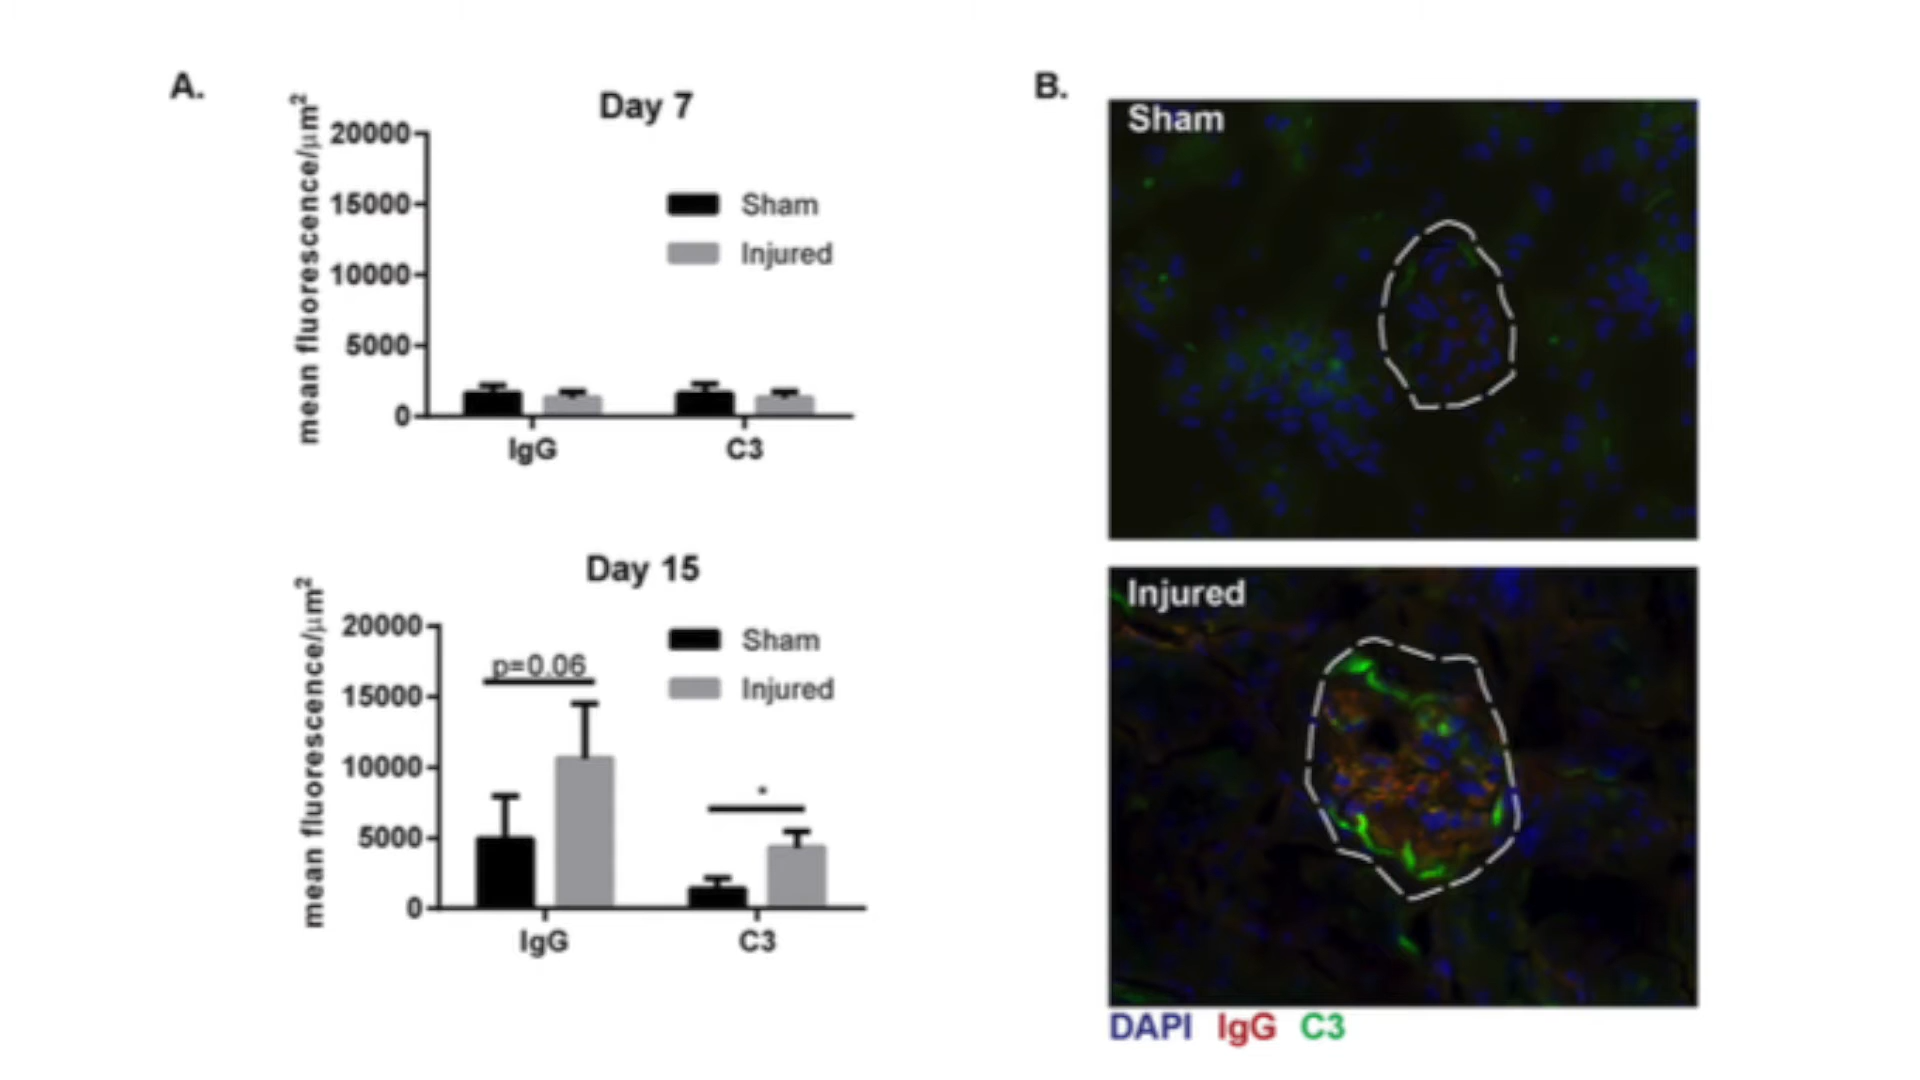 A.
Day 7
mean fluorescence/μm²
20000
15000
10000
5000
0
Sham
Injured
IgG
C3
Day 15
mean fluorescence/μm²
20000
15000
10000
5000
0
p=0.06
*
Sham
Injured
IgG
C3
B.
Sham
Injured
DAPI IgG C3